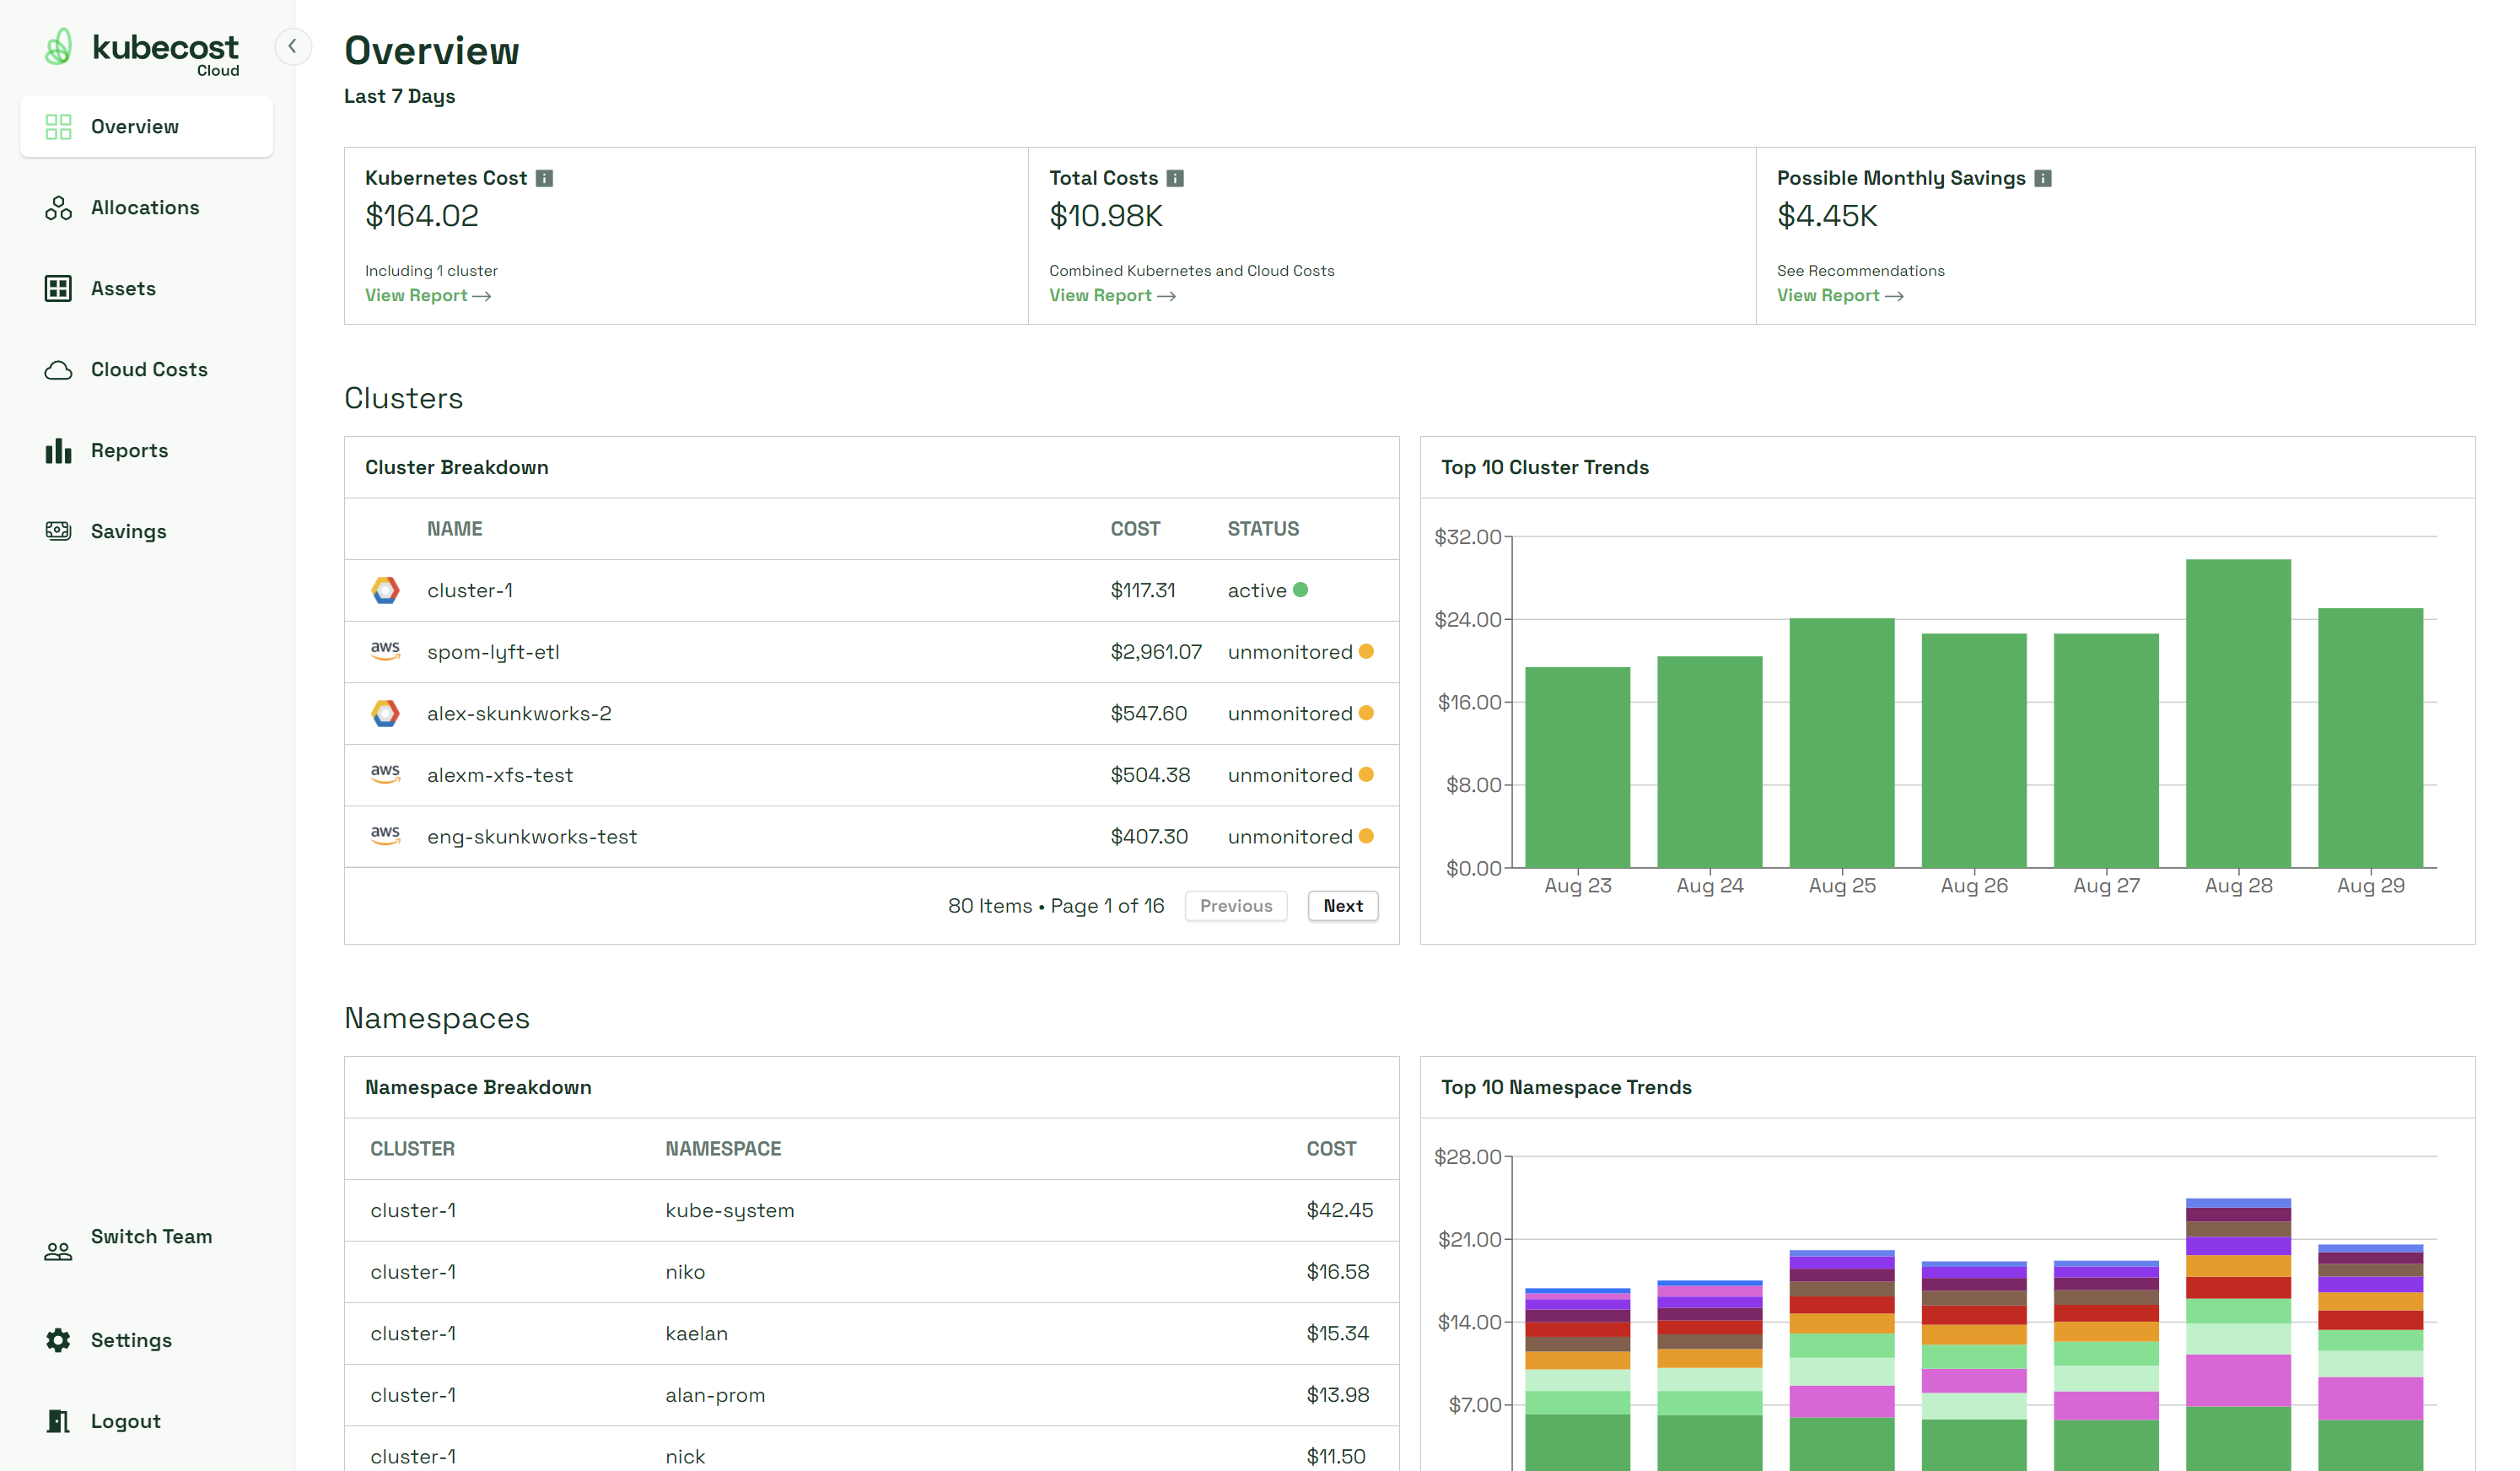 kubecost
Cloud
Overview
Allocations
Assets
Cloud Costs
Reports
Savings
Switch Team
Settings
Logout
Overview
Last 7 Days
Kubernetes Cost i
$164.02
Including 1 cluster
View Report →
Total Costs i
$10.98K
Combined Kubernetes and Cloud Costs
View Report →
Possible Monthly Savings i
$4.45K
See Recommendations
View Report →
Clusters
Cluster Breakdown
NAME COST STATUS
cluster-1 $117.31 active
aws spom-lyft-etl $2,961.07 unmonitored
alex-skunkworks-2 $547.60 unmonitored
aws alexm-xfs-test $504.38 unmonitored
aws eng-skunkworks-test $407.30 unmonitored
80 Items • Page 1 of 16 Previous Next
Top 10 Cluster Trends
$32.00
$24.00
$16.00
$8.00
$0.00
Aug 23 Aug 24 Aug 25 Aug 26 Aug 27 Aug 28 Aug 29
Namespaces
Namespace Breakdown
CLUSTER NAMESPACE COST
cluster-1 kube-system $42.45
cluster-1 niko $16.58
cluster-1 kaelan $15.34
cluster-1 alan-prom $13.98
cluster-1 nick $11.50
Top 10 Namespace Trends
$28.00
$21.00
$14.00
$7.00